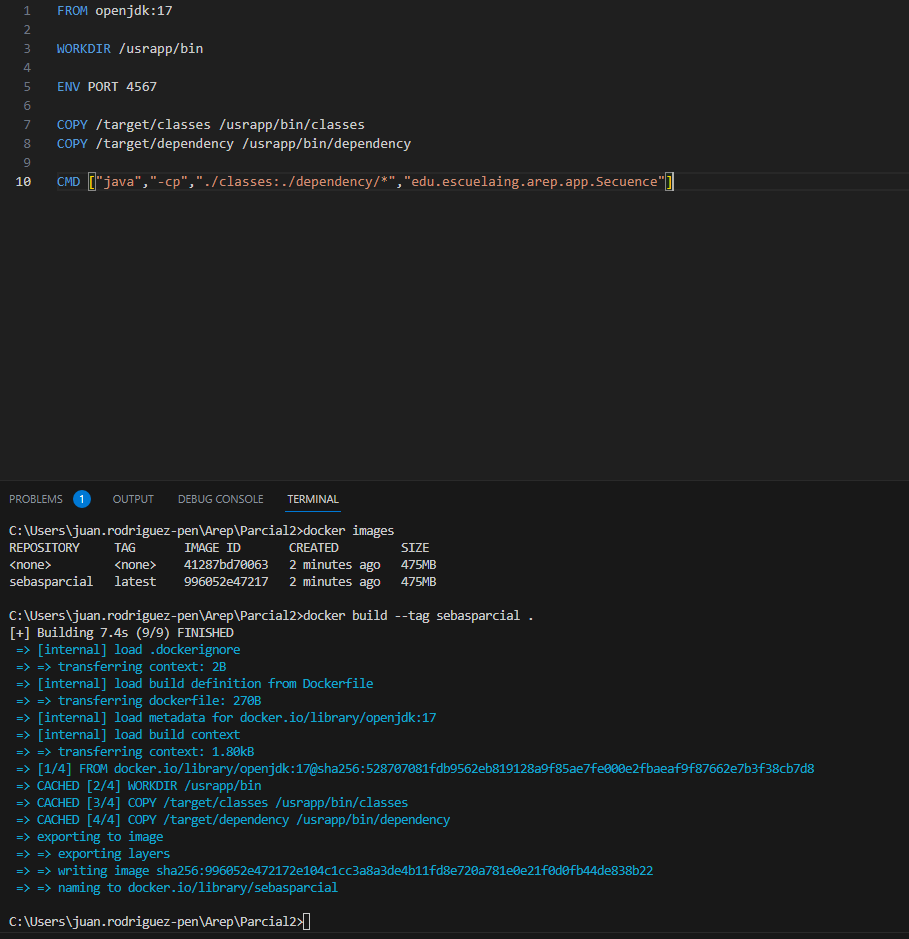 1 FROM openjdk:17
2
3 WORKDIR /usrapp/bin
4
5 ENV PORT 4567
6
7 COPY /target/classes /usrapp/bin/classes
8 COPY /target/dependency /usrapp/bin/dependency
9
10 CMD ["java","-cp","./classes:./dependency/*","edu.escuelaing.arep.app.Secuence"]
PROBLEMS 1 OUTPUT DEBUG CONSOLE TERMINAL
C:\Users\juan.rodriguez-pen\Arep\Parcial2>docker images
REPOSITORY TAG IMAGE ID CREATED SIZE
<none> <none> 41287bd70063 2 minutes ago 475MB
sebasparcial latest 996052e47217 2 minutes ago 475MB
C:\Users\juan.rodriguez-pen\Arep\Parcial2>docker build --tag sebasparcial .
[+] Building 7.4s (9/9) FINISHED
=> [internal] load .dockerignore
=> => transferring context: 2B
=> [internal] load build definition from Dockerfile
=> => transferring dockerfile: 270B
=> [internal] load metadata for docker.io/library/openjdk:17
=> [internal] load build context
=> => transferring context: 1.80kB
=> [1/4] FROM docker.io/library/openjdk:17@sha256:528707081fdb9562eb819128a9f85ae7fe000e2fbaeaf9f87662e7b3f38cb7d8
=> CACHED [2/4] WORKDIR /usrapp/bin
=> CACHED [3/4] COPY /target/classes /usrapp/bin/classes
=> CACHED [4/4] COPY /target/dependency /usrapp/bin/dependency
=> exporting to image
=> => exporting layers
=> => writing image sha256:996052e472172e104c1cc3a8a3de4b11fd8e720a781e0e21f0d0fb44de838b22
=> => naming to docker.io/library/sebasparcial
C:\Users\juan.rodriguez-pen\Arep\Parcial2>